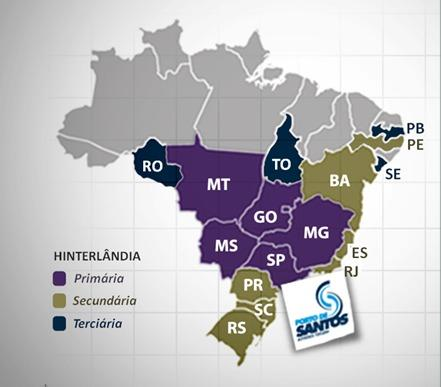 PB
PE
RO
TO
SE
MT
BA
GO
MG
MS
SP
ES
RJ
PR
SC
RS
HINTERLÂNDIA
Primária
Secundária
Terciária
PORTO DE
SANTOS